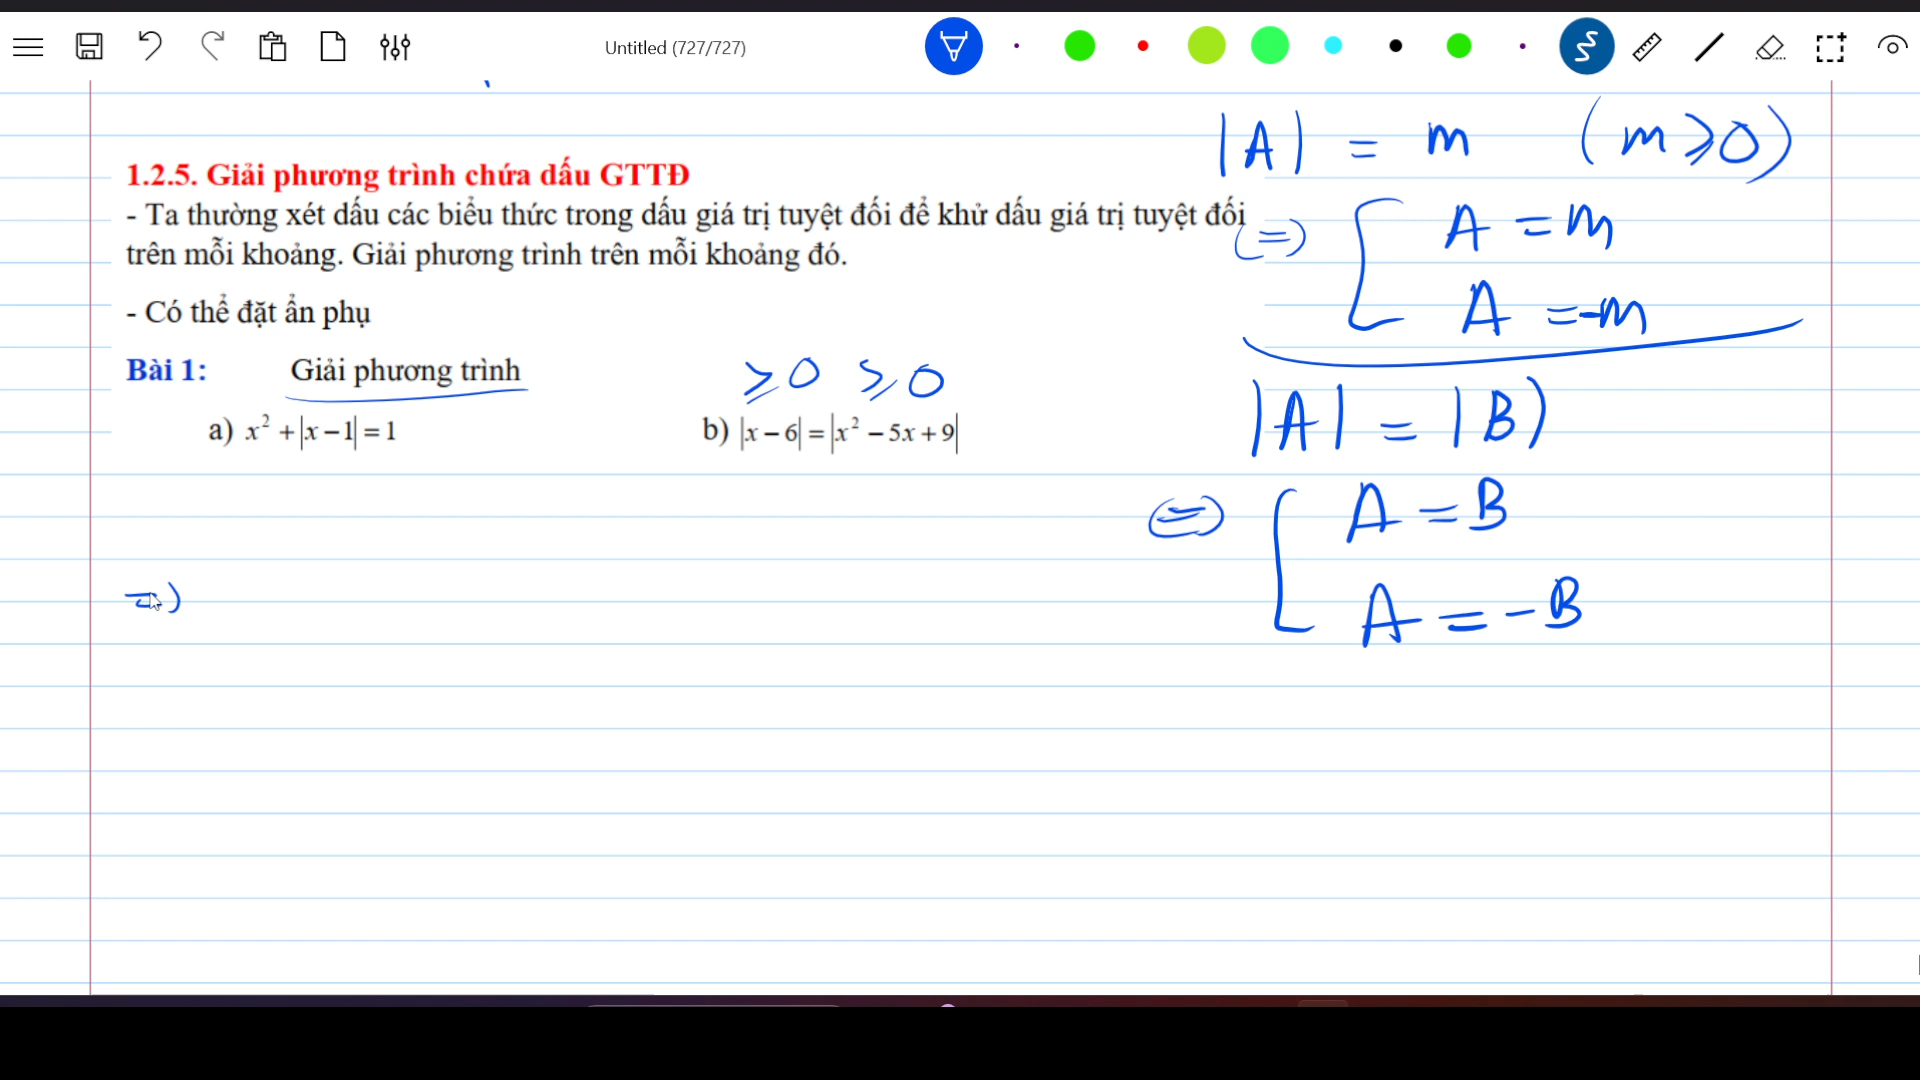 Untitled (727/727)
|A| = m (m ≥ 0)
1.2.5. Giải phương trình chứa dấu GTTĐ
- Ta thường xét dấu các biểu thức trong dấu giá trị tuyệt đối để khử dấu giá trị tuyệt đối
trên mỗi khoảng. Giải phương trình trên mỗi khoảng đó.
(=) [ A = m
A = -m
- Có thể đặt ẩn phụ
Bài 1: Giải phương trình
≥ 0 ≥ 0
a) x² + |x − 1| = 1 b) |x − 6| = |x² − 5x + 9|
|A| = |B|
(=) [ A = B
A = - B
=)